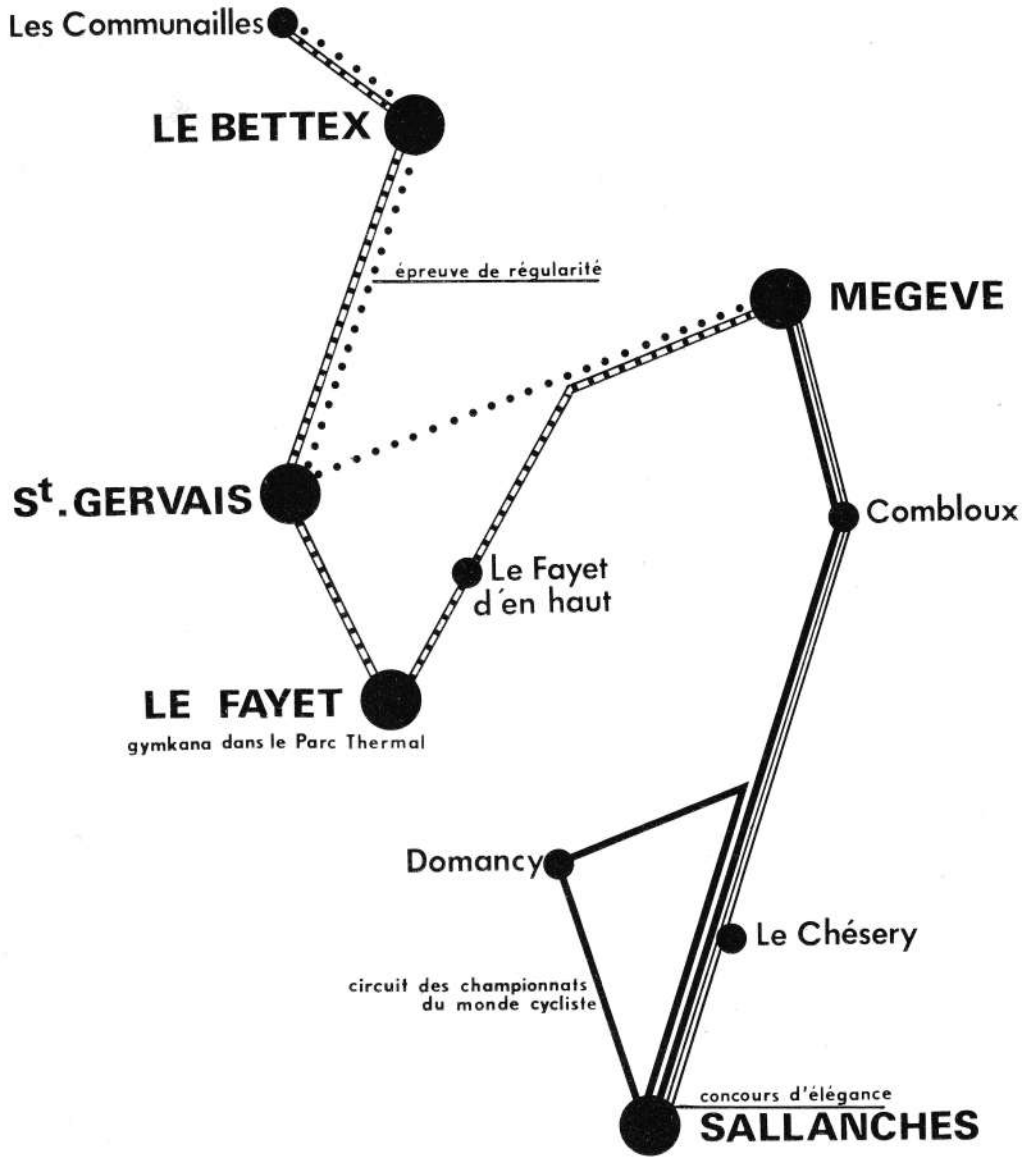 Les Communailles
LE BETTEX
épreuve de régularité
MEGEVE
St. GERVAIS
Combloux
Le Fayet
d'en haut
LE FAYET
gymkana dans le Parc Thermal
Domancy
Le Chésery
circuit des championnats
du monde cycliste
concours d'élégance
SALLANCHES